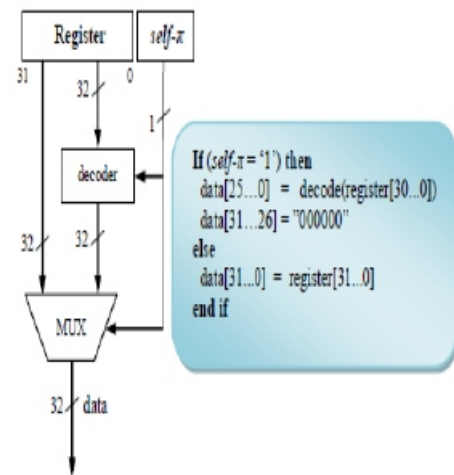 Register
self-π
31
32
0
1
decoder
32
32
MUX
32
data
If (self-π = ‘1’) then
data[25...0] = decode(register[30...0])
data[31...26] = ”000000”
else
data[31...0] = register[31...0]
end if